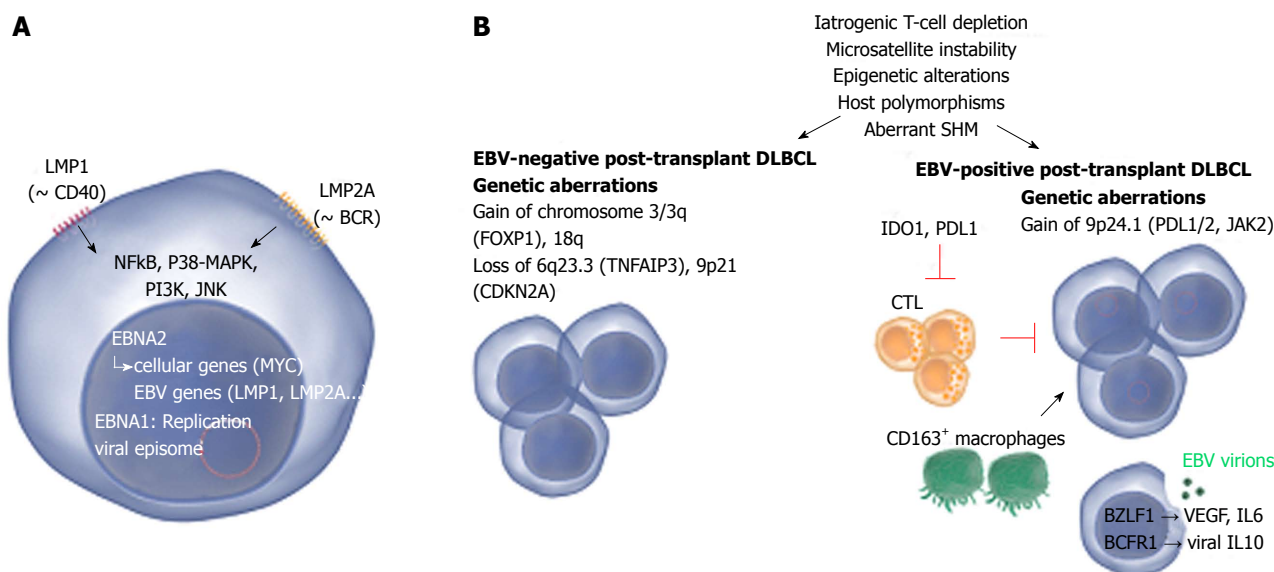 A
LMP1
(~ CD40)
LMP2A
(~ BCR)
NFkB, P38-MAPK,
PI3K, JNK
EBNA2
cellular genes (MYC)
EBV genes (LMP1, LMP2A...)
EBNA1: Replication
viral episome
B
Iatrogenic T-cell depletion
Microsatellite instability
Epigenetic alterations
Host polymorphisms
Aberrant SHM
EBV-negative post-transplant DLBCL
Genetic aberrations
Gain of chromosome 3/3q
(FOXP1), 18q
Loss of 6q23.3 (TNFAIP3), 9p21
(CDKN2A)
EBV-positive post-transplant DLBCL
Genetic aberrations
Gain of 9p24.1 (PDL1/2, JAK2)
IDO1, PDL1
CTL
CD163+ macrophages
EBV virions
BZLF1 → VEGF, IL6
BCFR1 → viral IL10